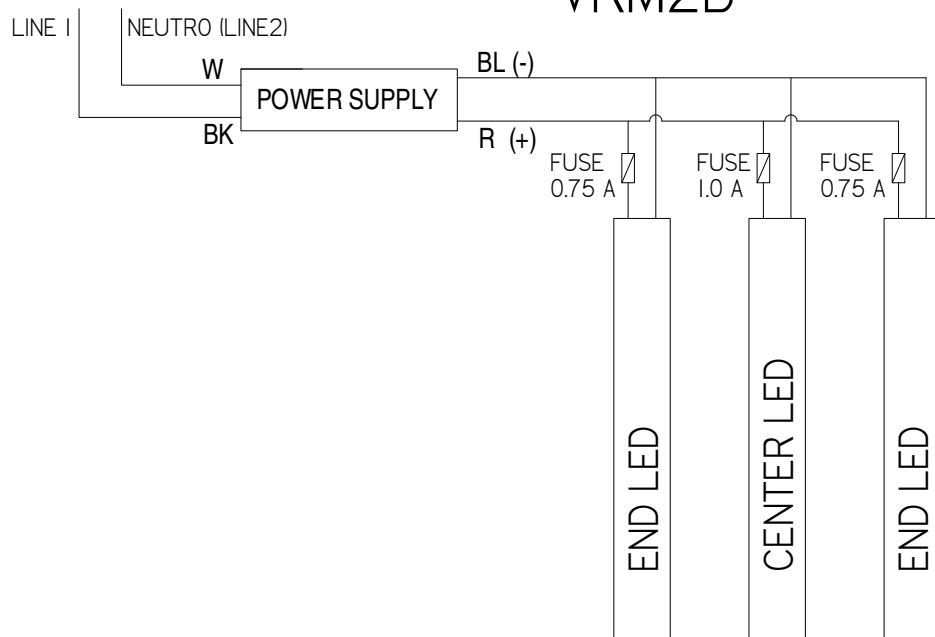 VRM2B
LINE 1
NEUTRO (LINE2)
W
BK
POWER SUPPLY
BL (-)
R (+)
FUSE
0.75 A
FUSE
1.0 A
FUSE
0.75 A
END LED
CENTER LED
END LED